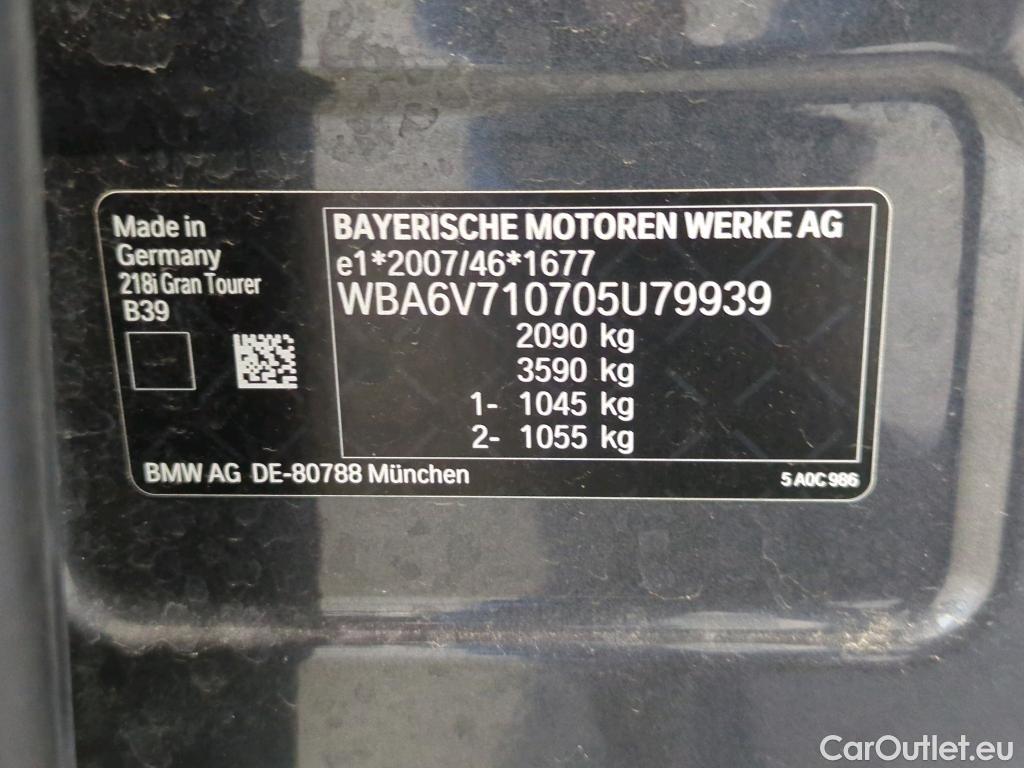 Made in
Germany
218i Gran Tourer
B39
BAYERISCHE MOTOREN WERKE AG
e1*2007/46*1677
WBA6V710705U79939
2090 kg
3590 kg
1- 1045 kg
2- 1055 kg
BMW AG DE-80788 München
5 A0C 986
CarOutlet.eu